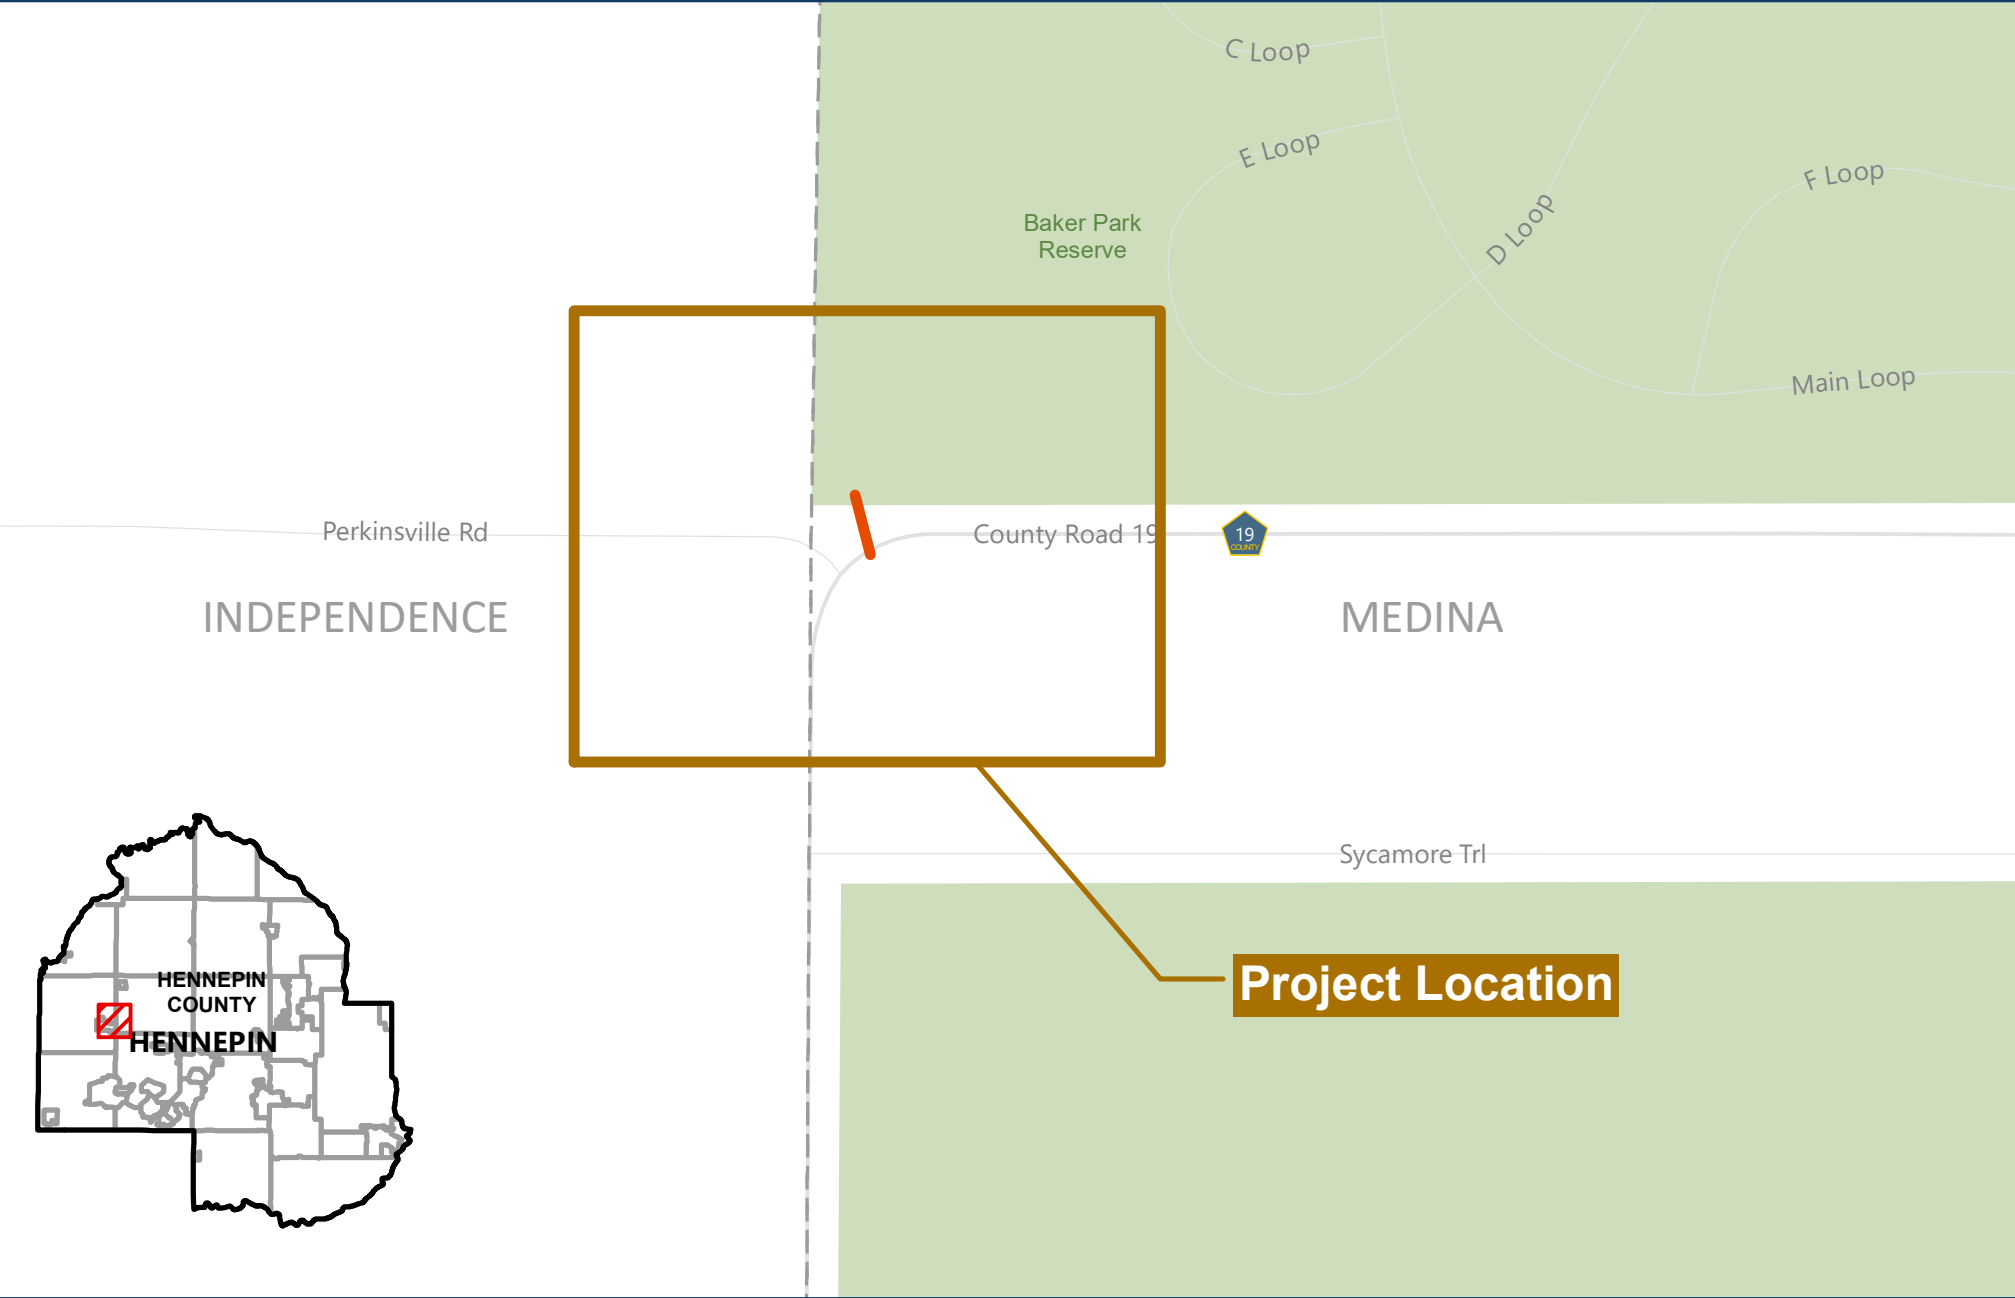 C Loop
E Loop
F Loop
D Loop
Baker Park
Reserve
Main Loop
Perkinsville Rd
County Road 19
19
COUNTY
INDEPENDENCE
MEDINA
Sycamore Trl
Project Location
HENNEPIN
COUNTY
HENNEPIN